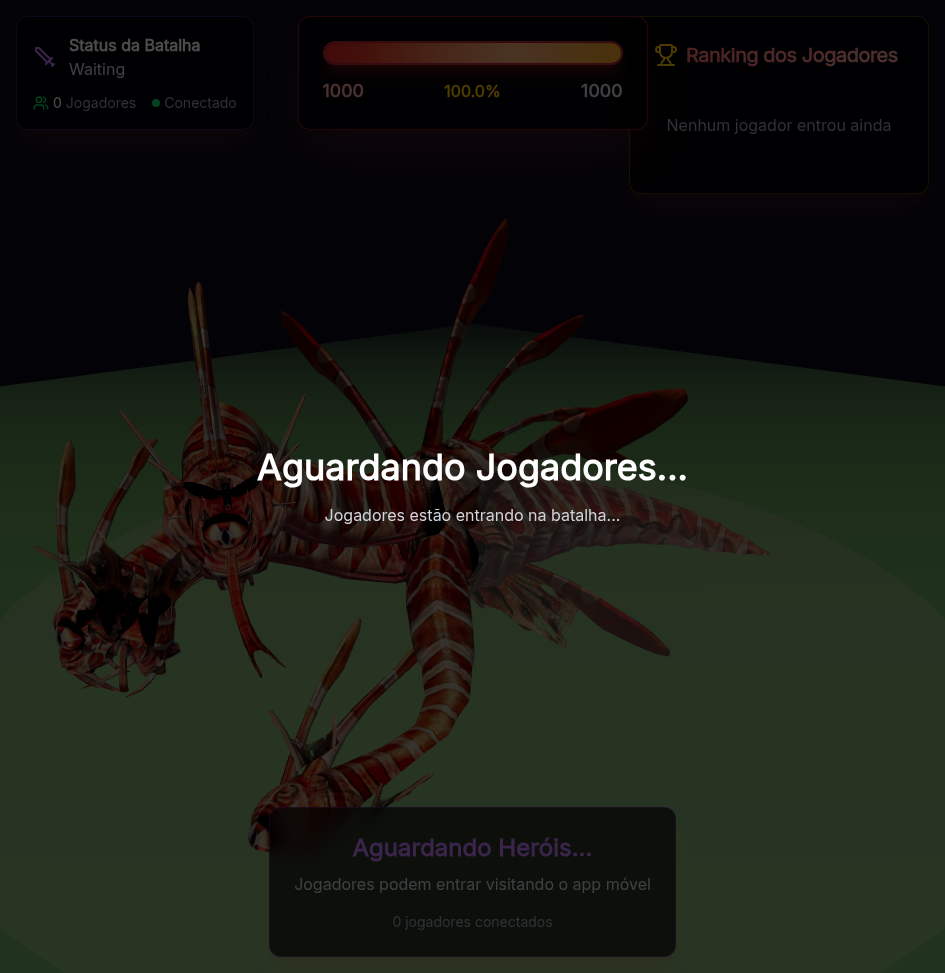 Status da Batalha
Waiting
0 Jogadores
Conectado
1000
100.0%
1000
Ranking dos Jogadores
Nenhum jogador entrou ainda
Aguardando Jogadores...
Jogadores estão entrando na batalha...
Aguardando Heróis...
Jogadores podem entrar visitando o app móvel
0 jogadores conectados